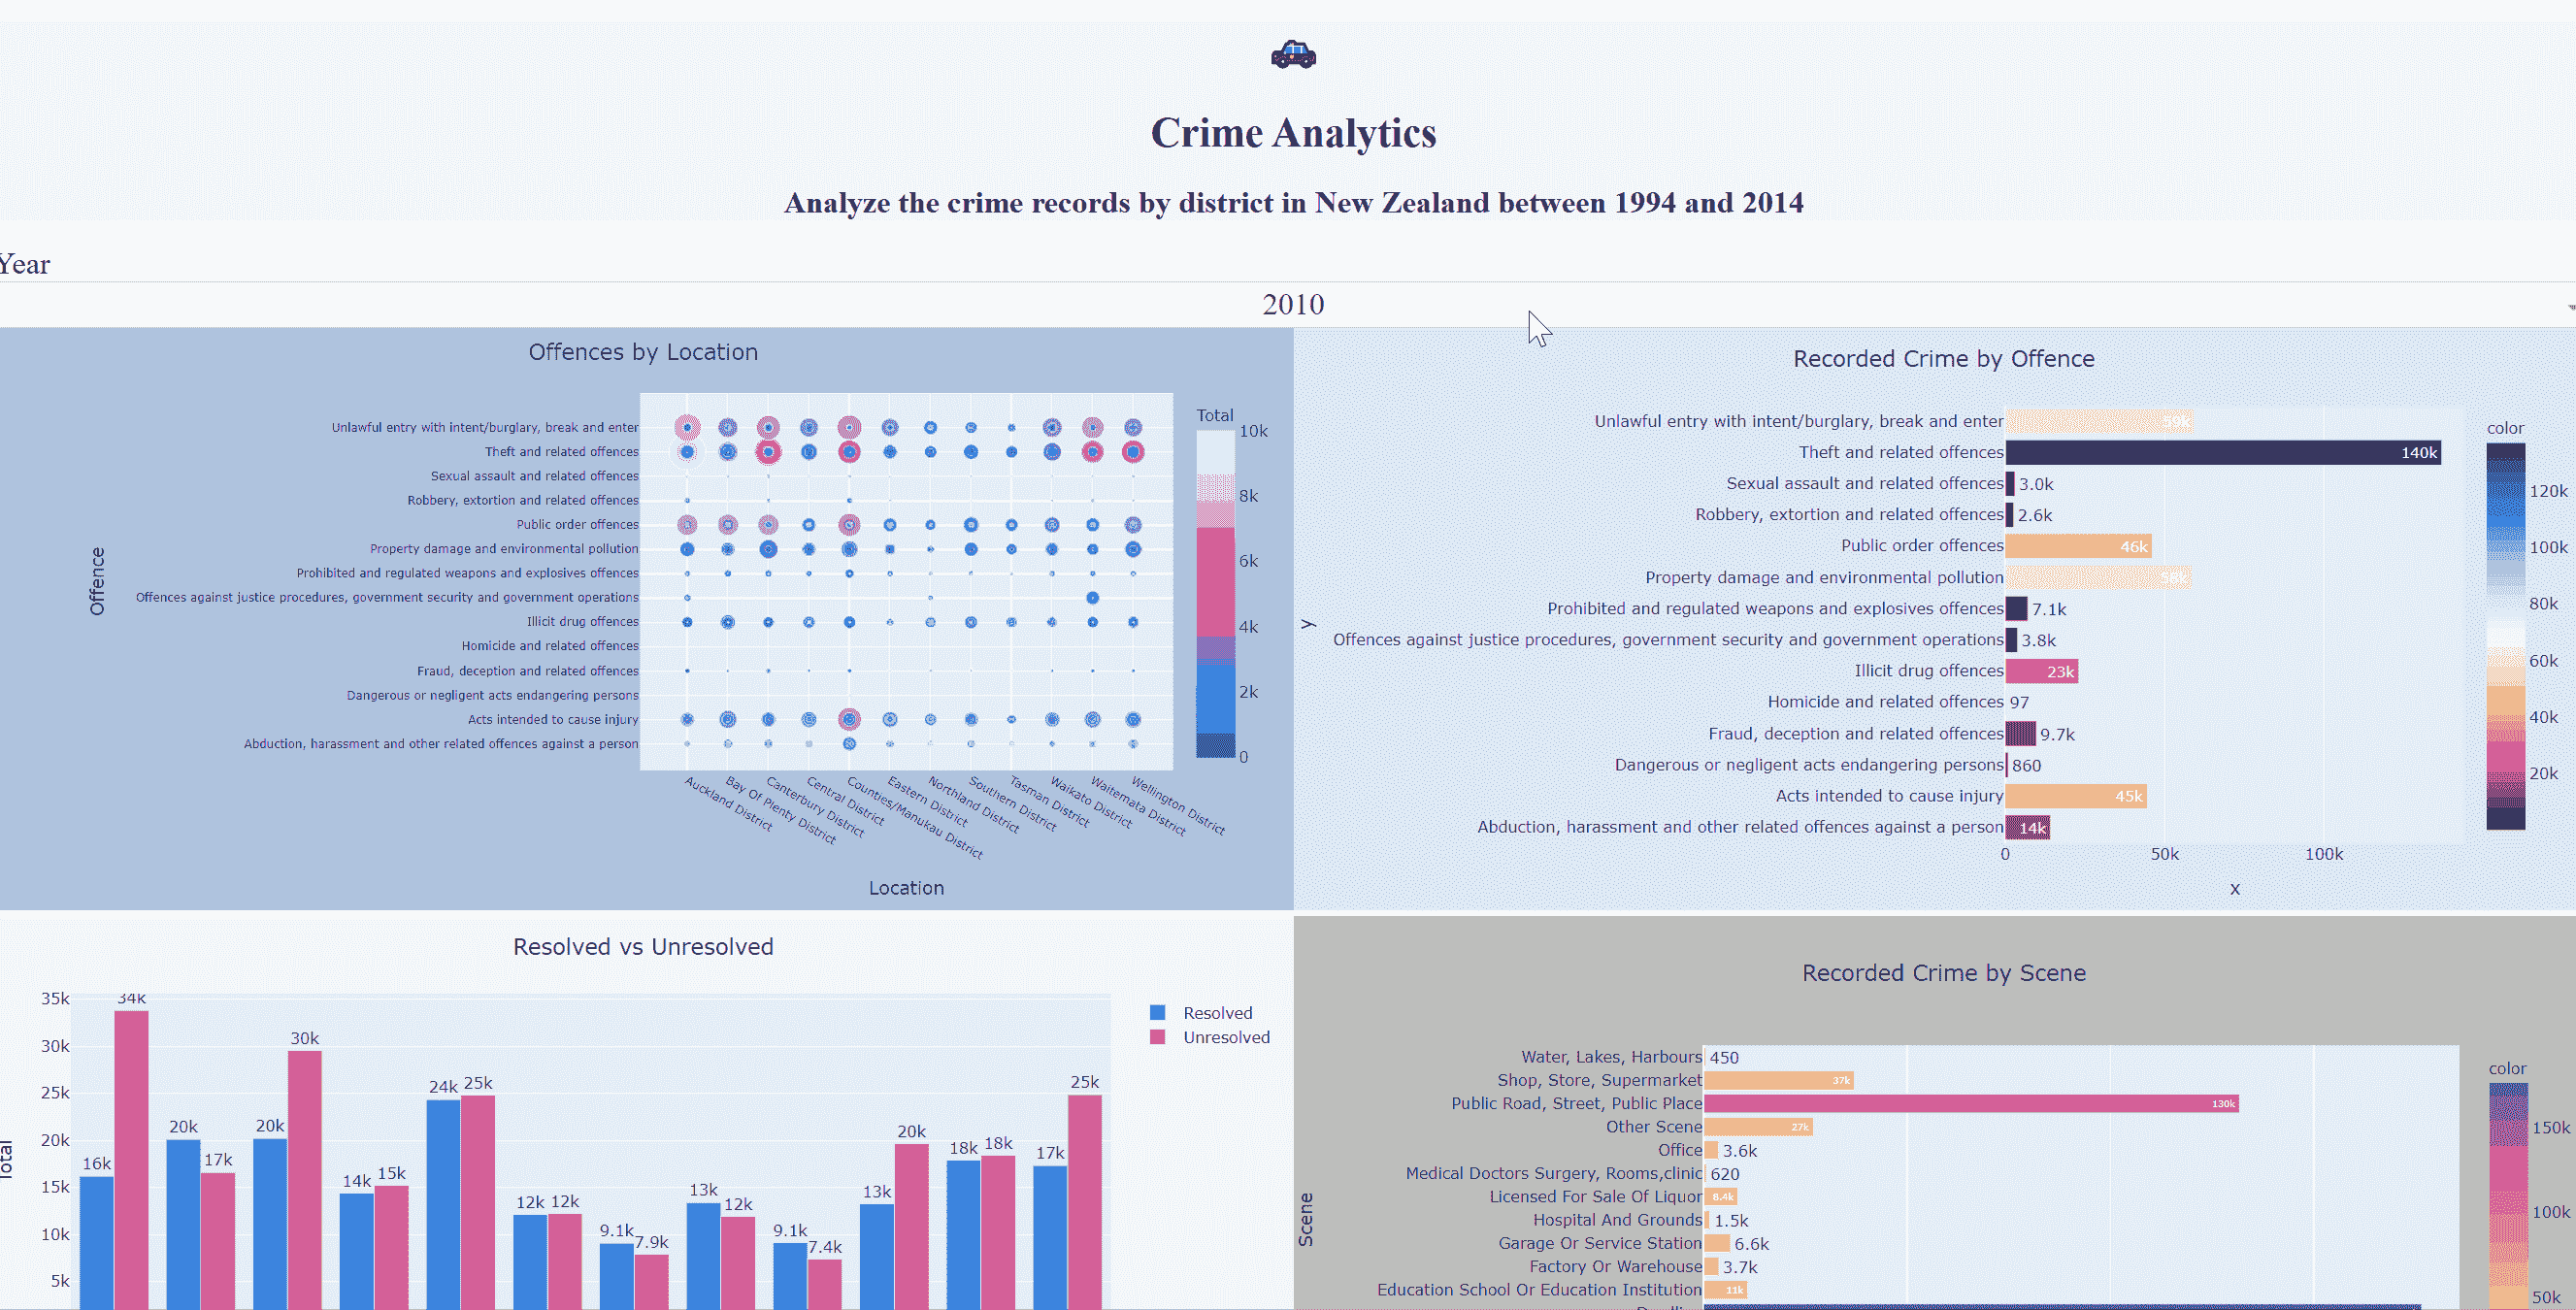 Crime Analytics
Analyze the crime records by district in New Zealand between 1994 and 2014
Year
2010
Offences by Location
Offence
Unlawful entry with intent/burglary, break and enter
Theft and related offences
Sexual assault and related offences
Robbery, extortion and related offences
Public order offences
Property damage and environmental pollution
Prohibited and regulated weapons and explosives offences
Offences against justice procedures, government security and government operations
Illicit drug offences
Homicide and related offences
Fraud, deception and related offences
Dangerous or negligent acts endangering persons
Acts intended to cause injury
Abduction, harassment and other related offences against a person
Auckland District
Bay Of Plenty District
Canterbury District
Central District
Counties/Manukau District
Eastern District
Northland District
Southern District
Tasman District
Waikato District
Waitemata District
Wellington District
Location
Total
10k
8k
6k
4k
2k
0
Recorded Crime by Offence
y
Unlawful entry with intent/burglary, break and enter 59k
Theft and related offences 140k
Sexual assault and related offences 3.0k
Robbery, extortion and related offences 2.6k
Public order offences 46k
Property damage and environmental pollution
Prohibited and regulated weapons and explosives offences 7.1k
Offences against justice procedures, government security and government operations 3.8k
Illicit drug offences 23k
Homicide and related offences 97
Fraud, deception and related offences 9.7k
Dangerous or negligent acts endangering persons 860
Acts intended to cause injury 45k
Abduction, harassment and other related offences against a person 14k
0 50k 100k
x
color
120k
100k
80k
60k
40k
20k
Resolved vs Unresolved
Total
35k
30k
25k
20k
15k
10k
5k
16k 34k
20k 17k
20k 30k
14k 15k
24k 25k
12k 12k
9.1k 7.9k
13k 12k
9.1k 7.4k
13k 20k
18k 18k
17k 25k
Resolved
Unresolved
Recorded Crime by Scene
Scene
Water, Lakes, Harbours 450
Shop, Store, Supermarket 37k
Public Road, Street, Public Place 130k
Other Scene 27k
Office 3.6k
Medical Doctors Surgery, Rooms,clinic 620
Licensed For Sale Of Liquor 8.4k
Hospital And Grounds 1.5k
Garage Or Service Station 6.6k
Factory Or Warehouse 3.7k
Education School Or Education Institution 11k
color
150k
100k
50k